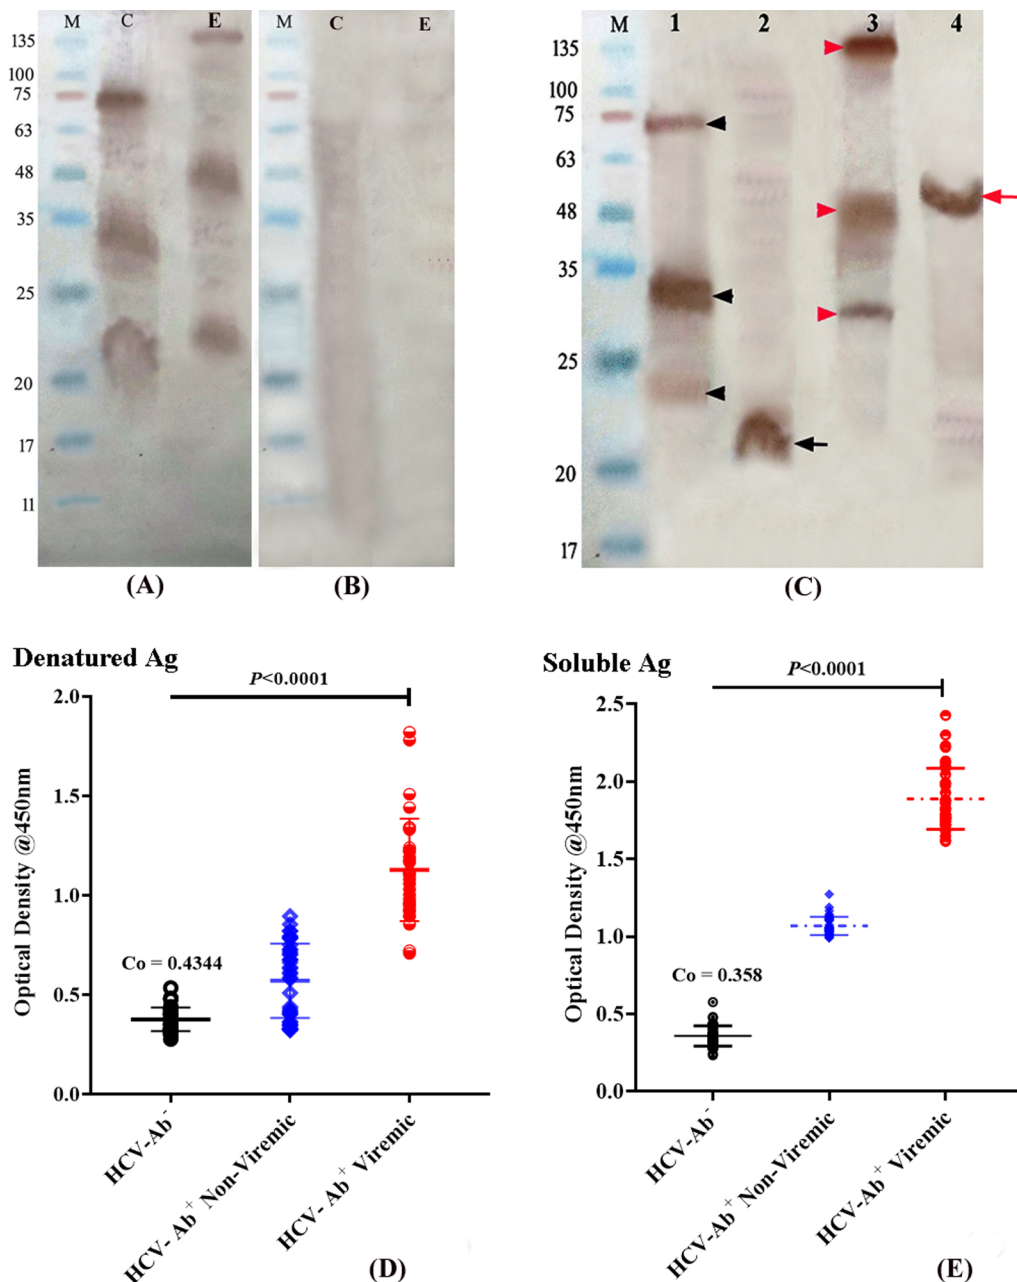 M C E
135
100
75
63
48
35
25
20
17
11
(A)
M C E
(B)
M 1 2 3 4
135
100
75
63
48
35
25
20
17
(C)
Denatured Ag
P<0.0001
Optical Density @450nm
2.0
1.5
1.0
0.5
0.0
Co = 0.4344
HCV-Ab⁻
HCV- Ab⁺ Non-Viremic
HCV- Ab⁺ Viremic
(D)
Soluble Ag
P<0.0001
Optical Density @450nm
2.5
2.0
1.5
1.0
0.5
0.0
Co = 0.358
HCV-Ab⁻
HCV-Ab⁺ Non-Viremic
HCV-Ab⁺ Viremic
(E)